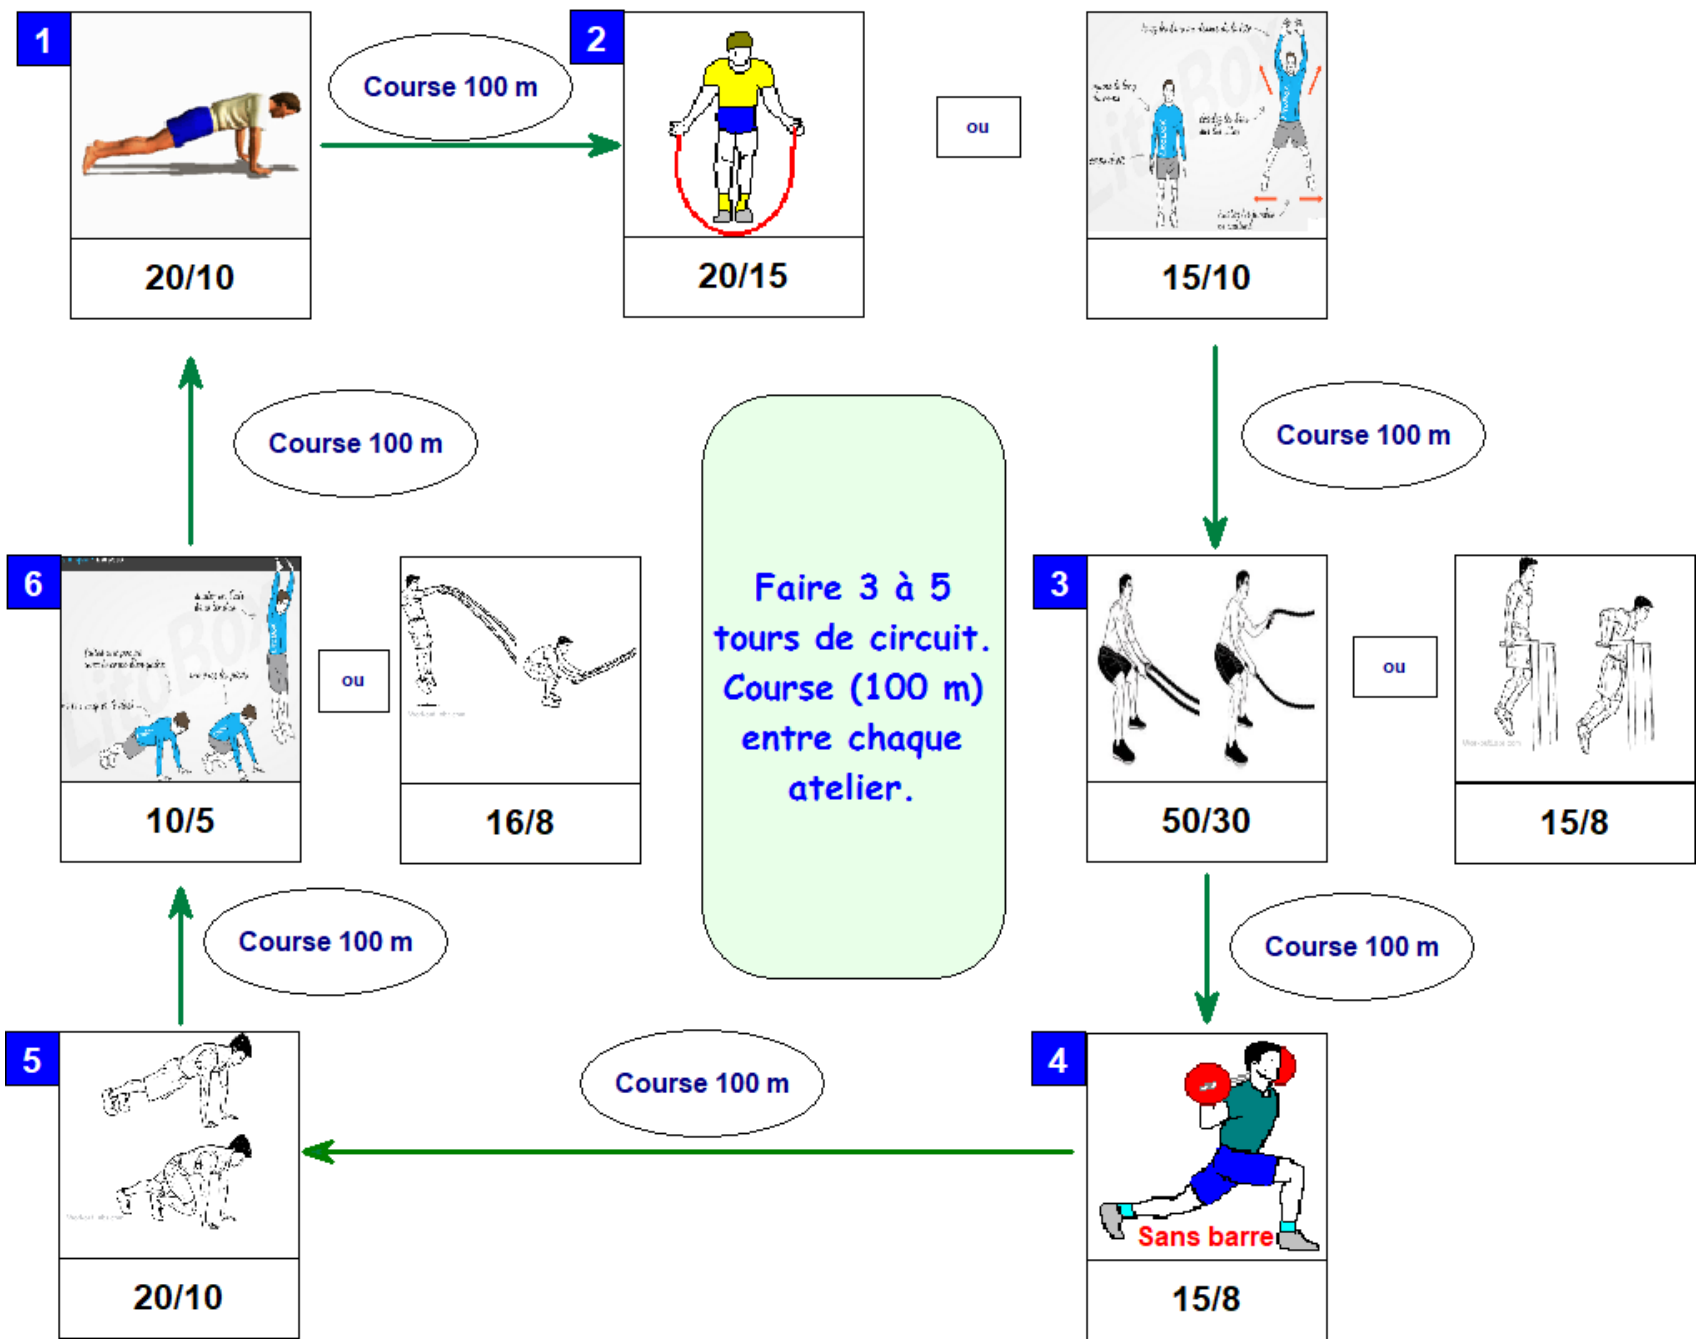 1
Course 100 m
2
ou
20/10
20/15
15/10
Course 100 m
Course 100 m
6
ou
10/5
16/8
Faire 3 à 5
tours de circuit.
Course (100 m)
entre chaque
atelier.
3
ou
50/30
15/8
Course 100 m
Course 100 m
5
Course 100 m
4
Sans barre
20/10
15/8